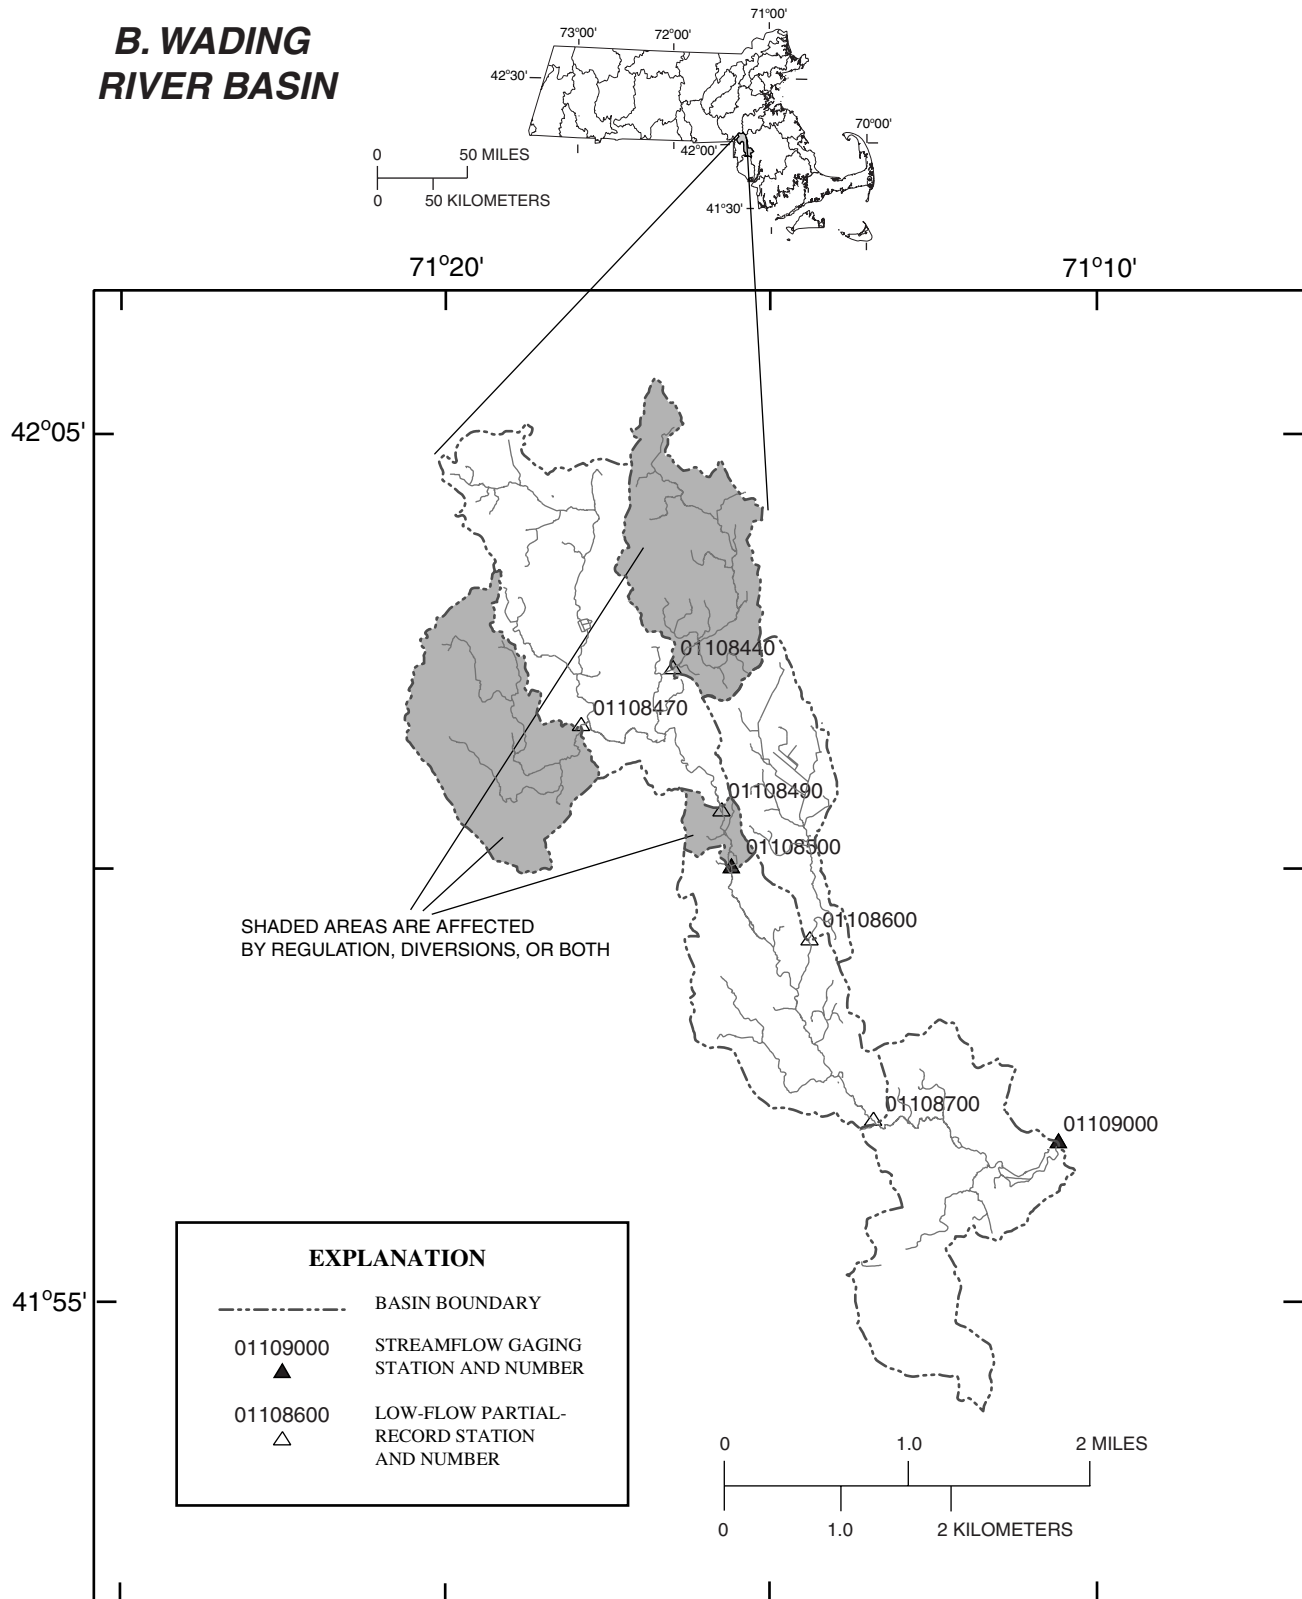 B. WADING
RIVER BASIN
71°00'
73°00'
72°00'
42°30'
70°00'
42°00'
41°30'
0 50 MILES
0 50 KILOMETERS
71°20'
71°10'
42°05'
01108440
01108470
01108490
01108500
01108600
SHADED AREAS ARE AFFECTED
BY REGULATION, DIVERSIONS, OR BOTH
01108700
01109000
41°55'
EXPLANATION
BASIN BOUNDARY
01109000
STREAMFLOW GAGING
STATION AND NUMBER
01108600
LOW-FLOW PARTIAL-
RECORD STATION
AND NUMBER
0 1.0 2 MILES
0 1.0 2 KILOMETERS